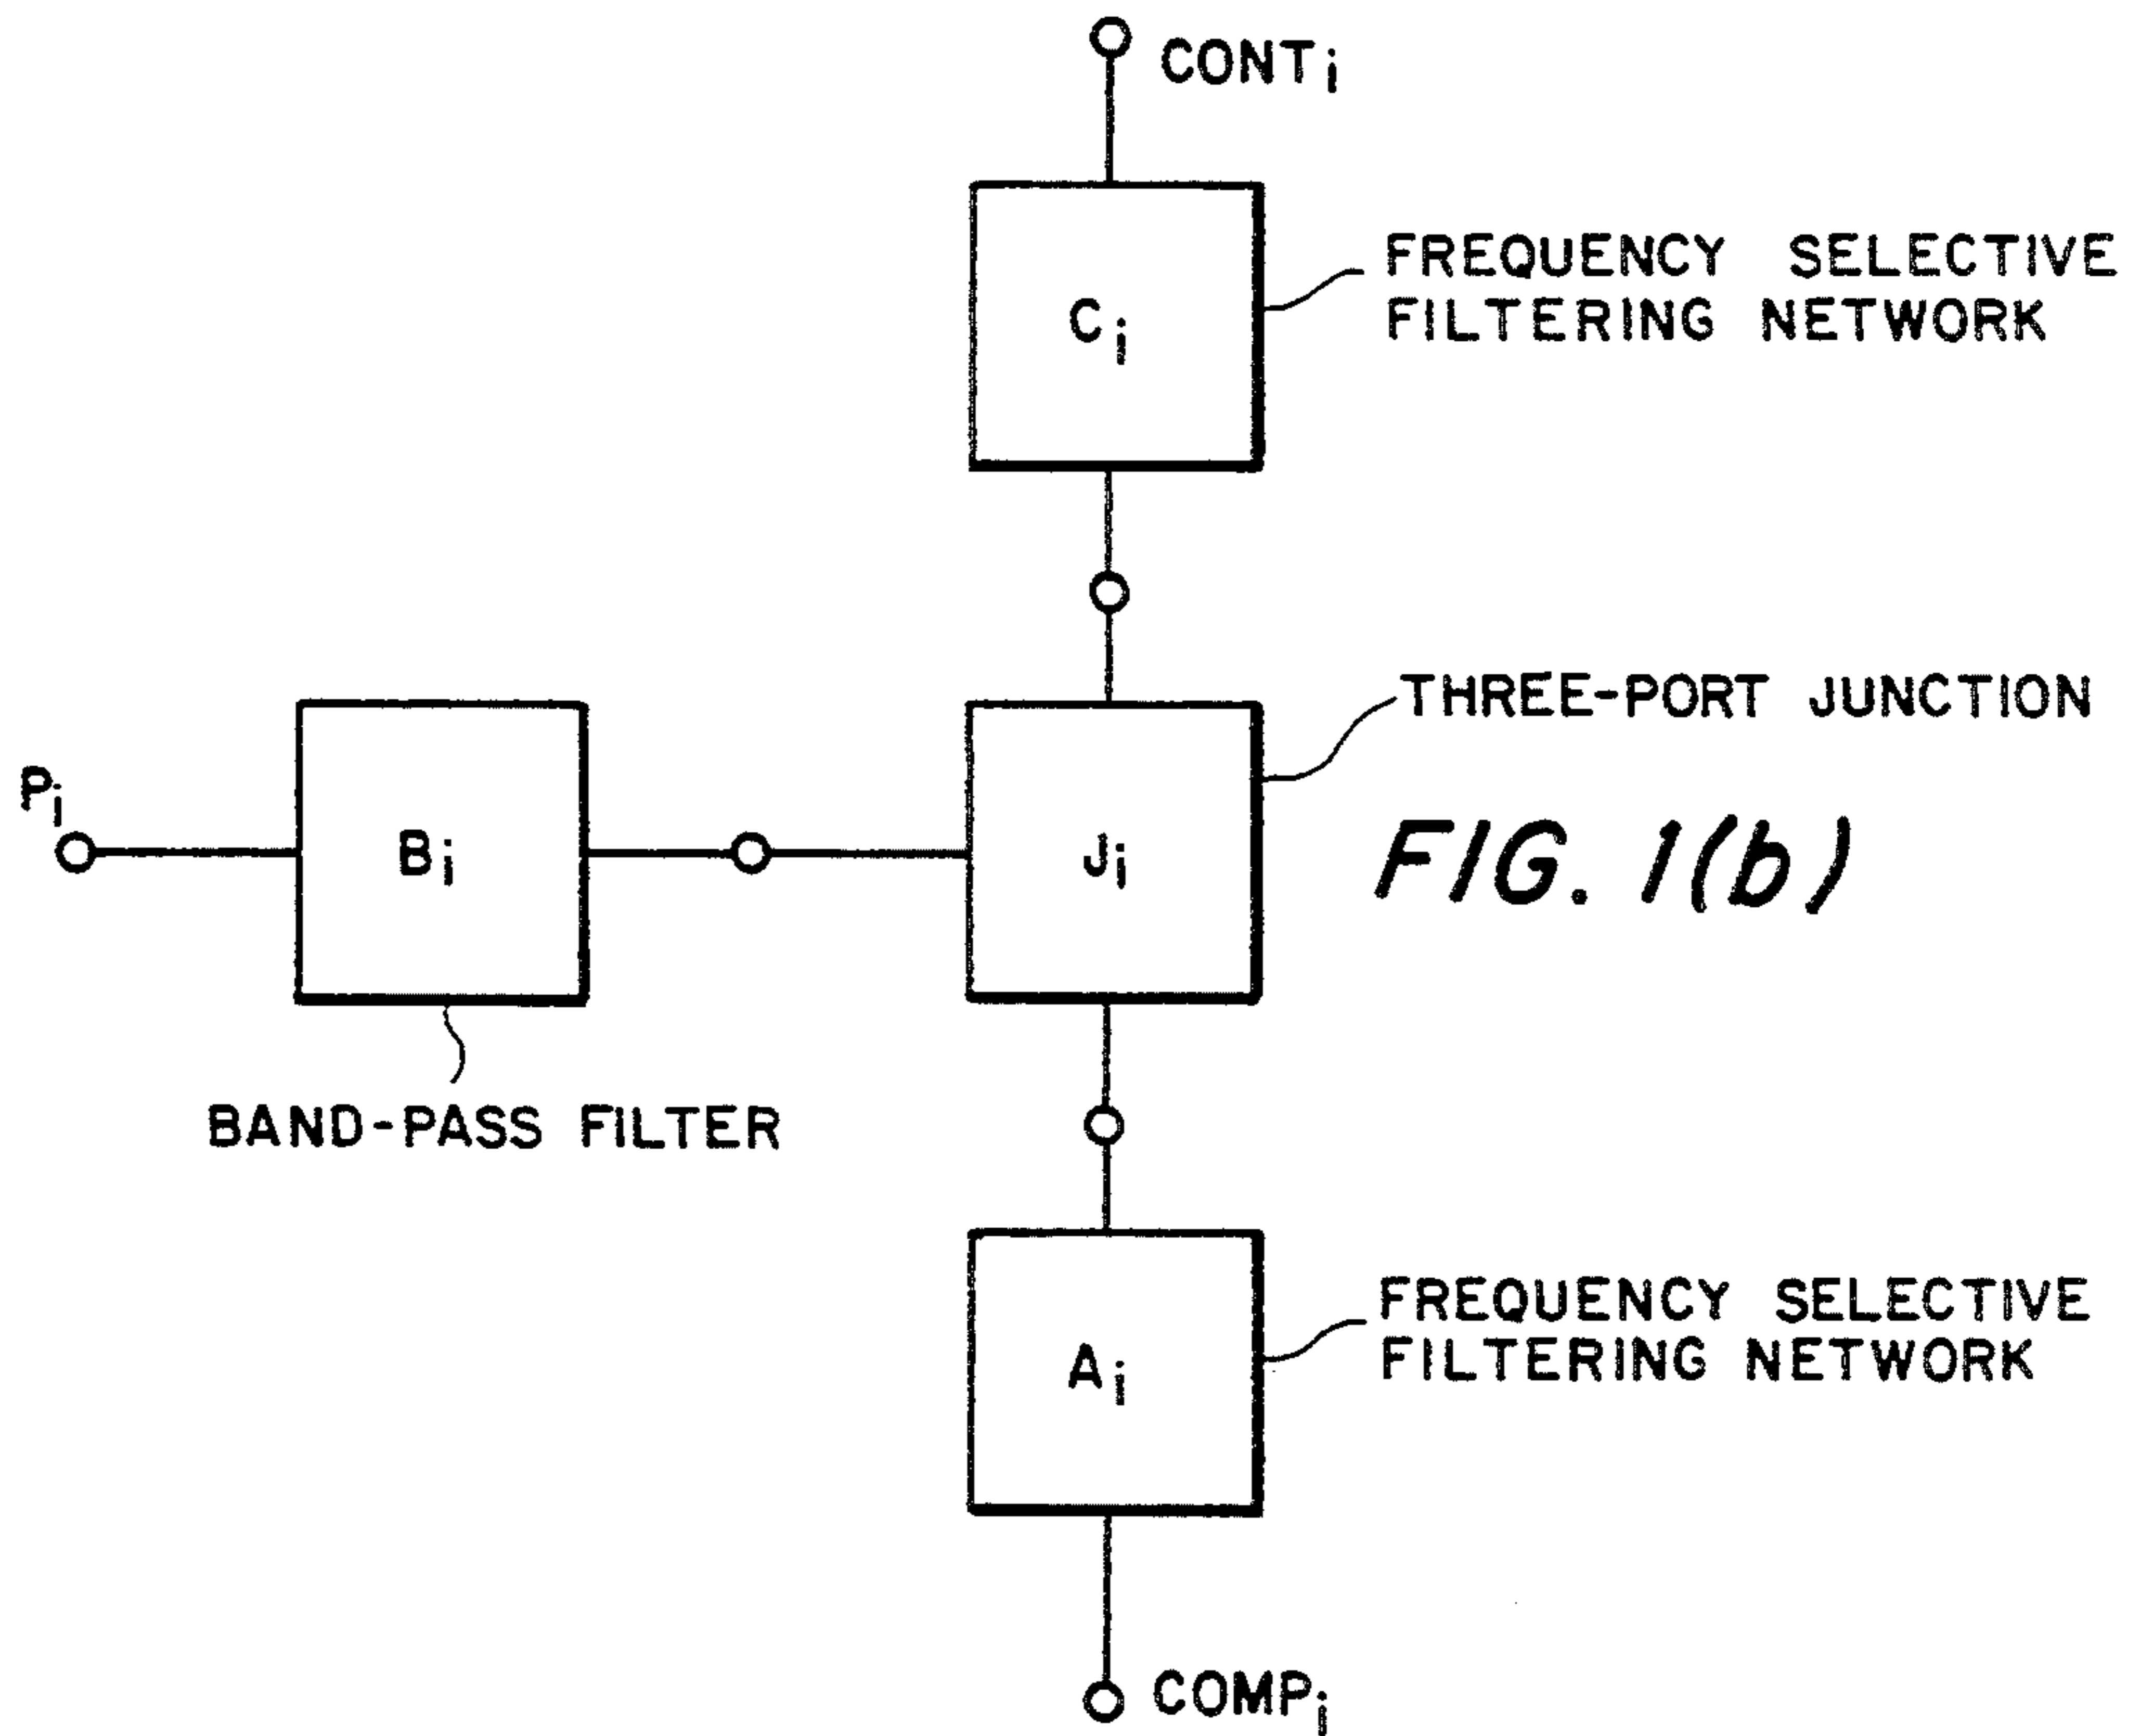 CONTi
Ci
FREQUENCY SELECTIVE
FILTERING NETWORK
THREE-PORT JUNCTION
Pi
Bi
Ji
FIG. 1(b)
BAND-PASS FILTER
Ai
FREQUENCY SELECTIVE
FILTERING NETWORK
COMPi